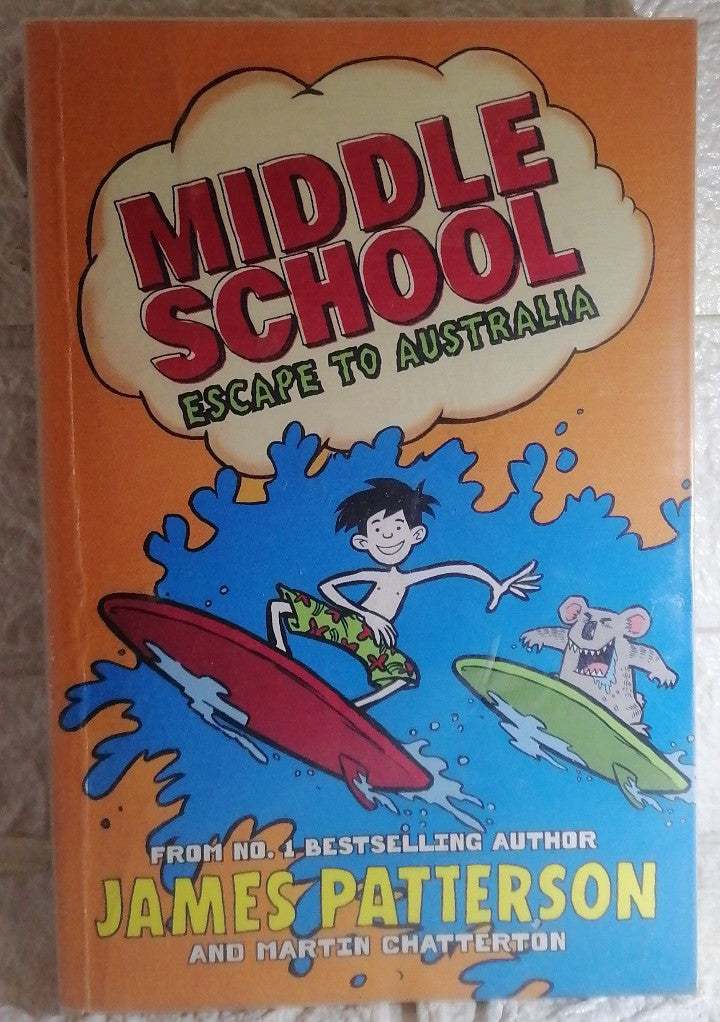 MIDDLE
SCHOOL
ESCAPE TO AUSTRALIA
FROM NO. 1 BESTSELLING AUTHOR
JAMES PATTERSON
AND MARTIN CHATTERTON